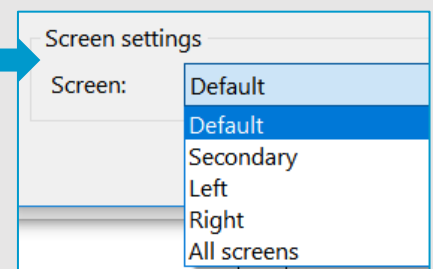 Screen settings
Screen: Default
Default
Secondary
Left
Right
All screens